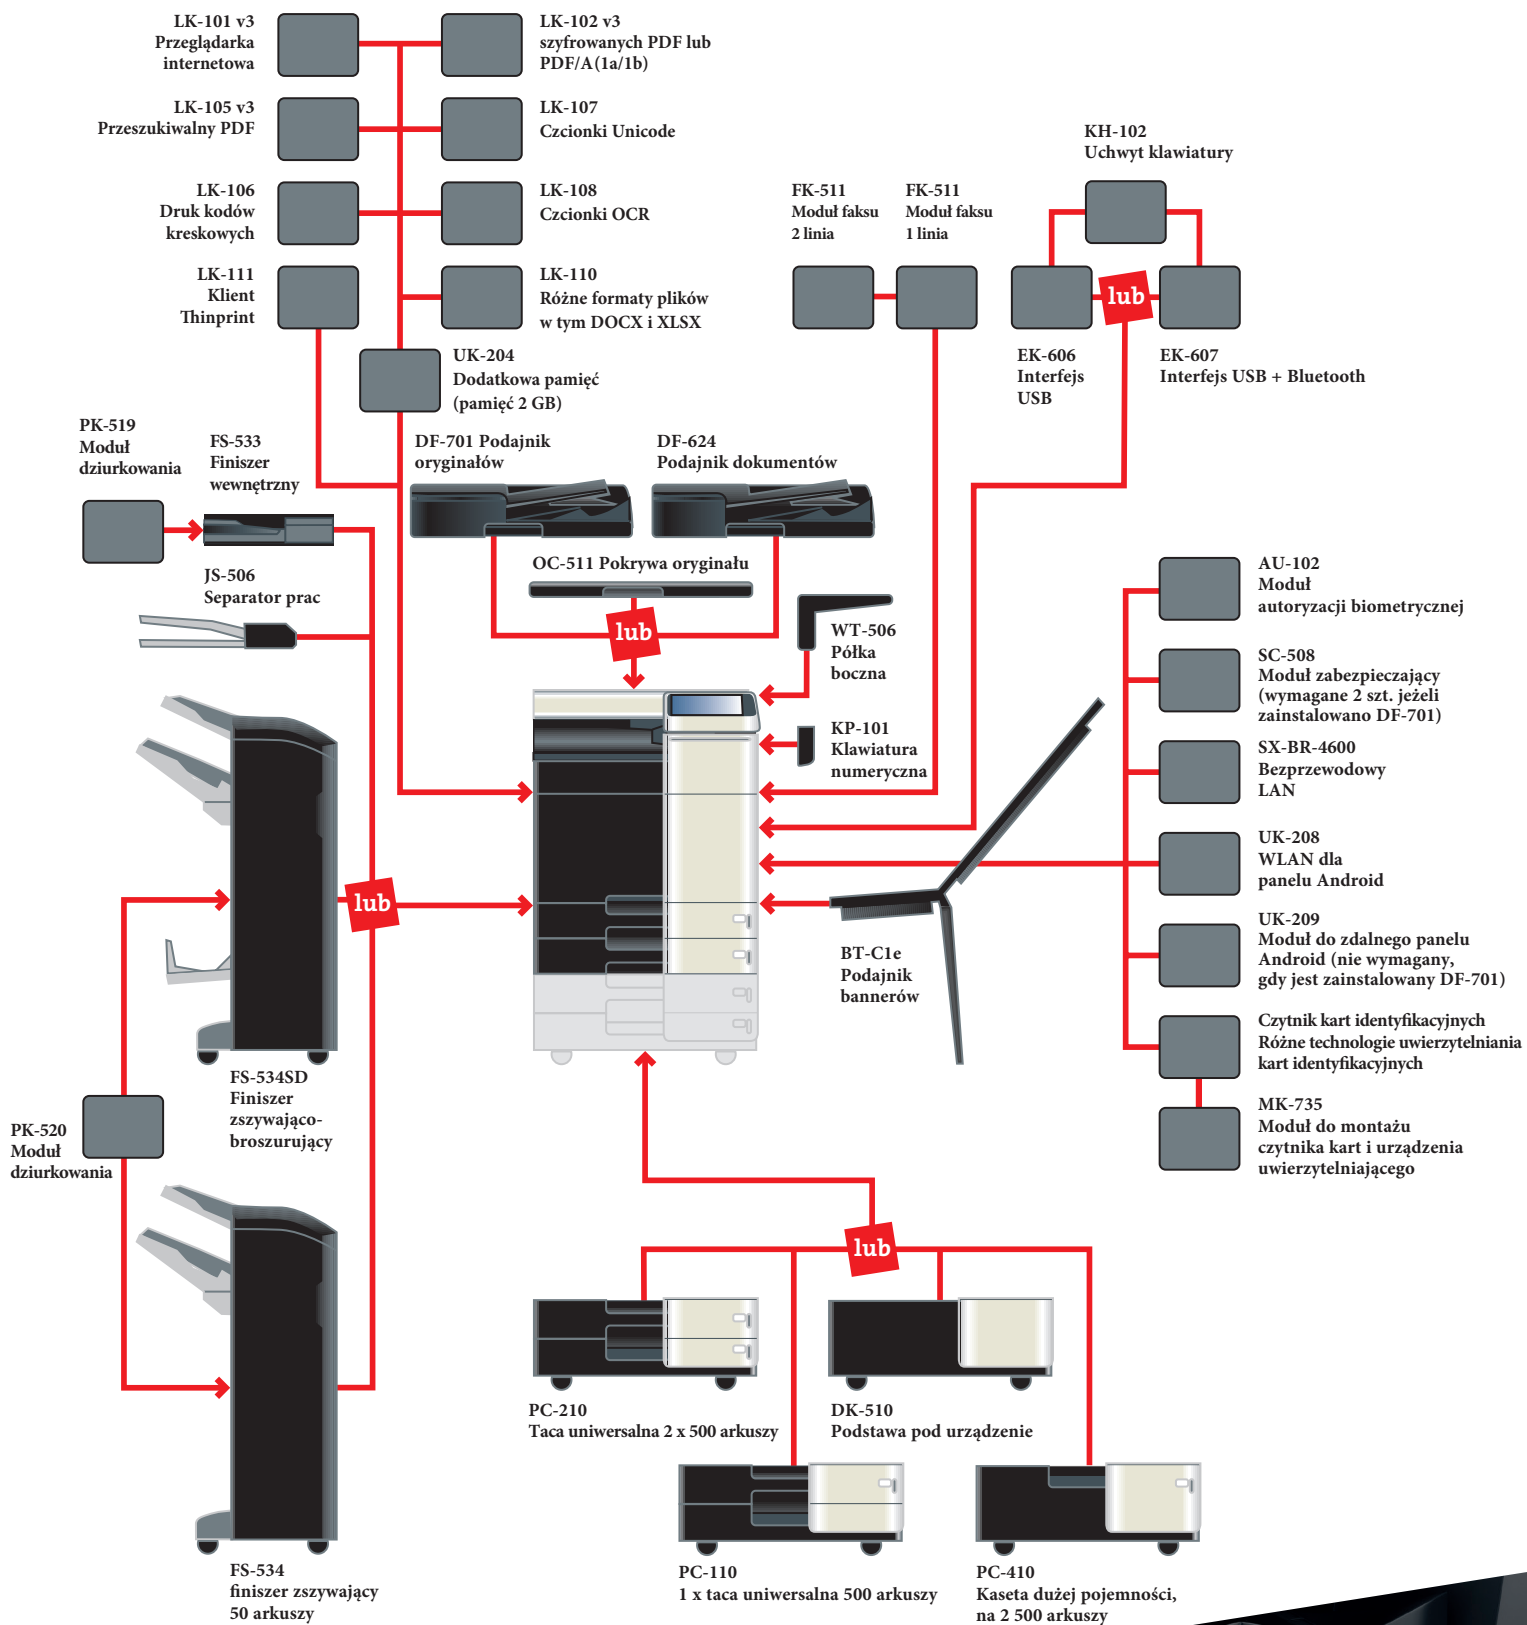 LK-101 v3
Przeglądarka
internetowa
LK-102 v3
szyfrowanych PDF lub
PDF/A(1a/1b)
LK-105 v3
Przeszukiwalny PDF
LK-107
Czcionki Unicode
LK-106
Druk kodów
kreskowych
LK-108
Czcionki OCR
LK-111
Klient
Thinprint
LK-110
Różne formaty plików
w tym DOCX i XLSX
UK-204
Dodatkowa pamięć
(pamięć 2 GB)
FK-511
Moduł faksu
2 linia
FK-511
Moduł faksu
1 linia
KH-102
Uchwyt klawiatury
lub
EK-606
Interfejs
USB
EK-607
Interfejs USB + Bluetooth
PK-519
Moduł
dziurkowania
FS-533
Finiszer
wewnętrzny
DF-701 Podajnik
oryginałów
DF-624
Podajnik dokumentów
OC-511 Pokrywa oryginału
lub
JS-506
Separator prac
WT-506
Półka
boczna
KP-101
Klawiatura
numeryczna
AU-102
Moduł
autoryzacji biometrycznej
SC-508
Moduł zabezpieczający
(wymagane 2 szt. jeżeli
zainstalowano DF-701)
SX-BR-4600
Bezprzewodowy
LAN
UK-208
WLAN dla
panelu Android
UK-209
Moduł do zdalnego panelu
Android (nie wymagany,
gdy jest zainstalowany DF-701)
Czytnik kart identyfikacyjnych
Różne technologie uwierzytelniania
kart identyfikacyjnych
MK-735
Moduł do montażu
czytnika kart i urządzenia
uwierzytelniającego
lub
BT-C1e
Podajnik
bannerów
FS-534SD
Finiszer
zszywająco-
broszurujący
PK-520
Moduł
dziurkowania
lub
PC-210
Taca uniwersalna 2 x 500 arkuszy
DK-510
Podstawa pod urządzenie
FS-534
finiszer zszywający
50 arkuszy
PC-110
1 x taca uniwersalna 500 arkuszy
PC-410
Kaseta dużej pojemności,
na 2 500 arkuszy